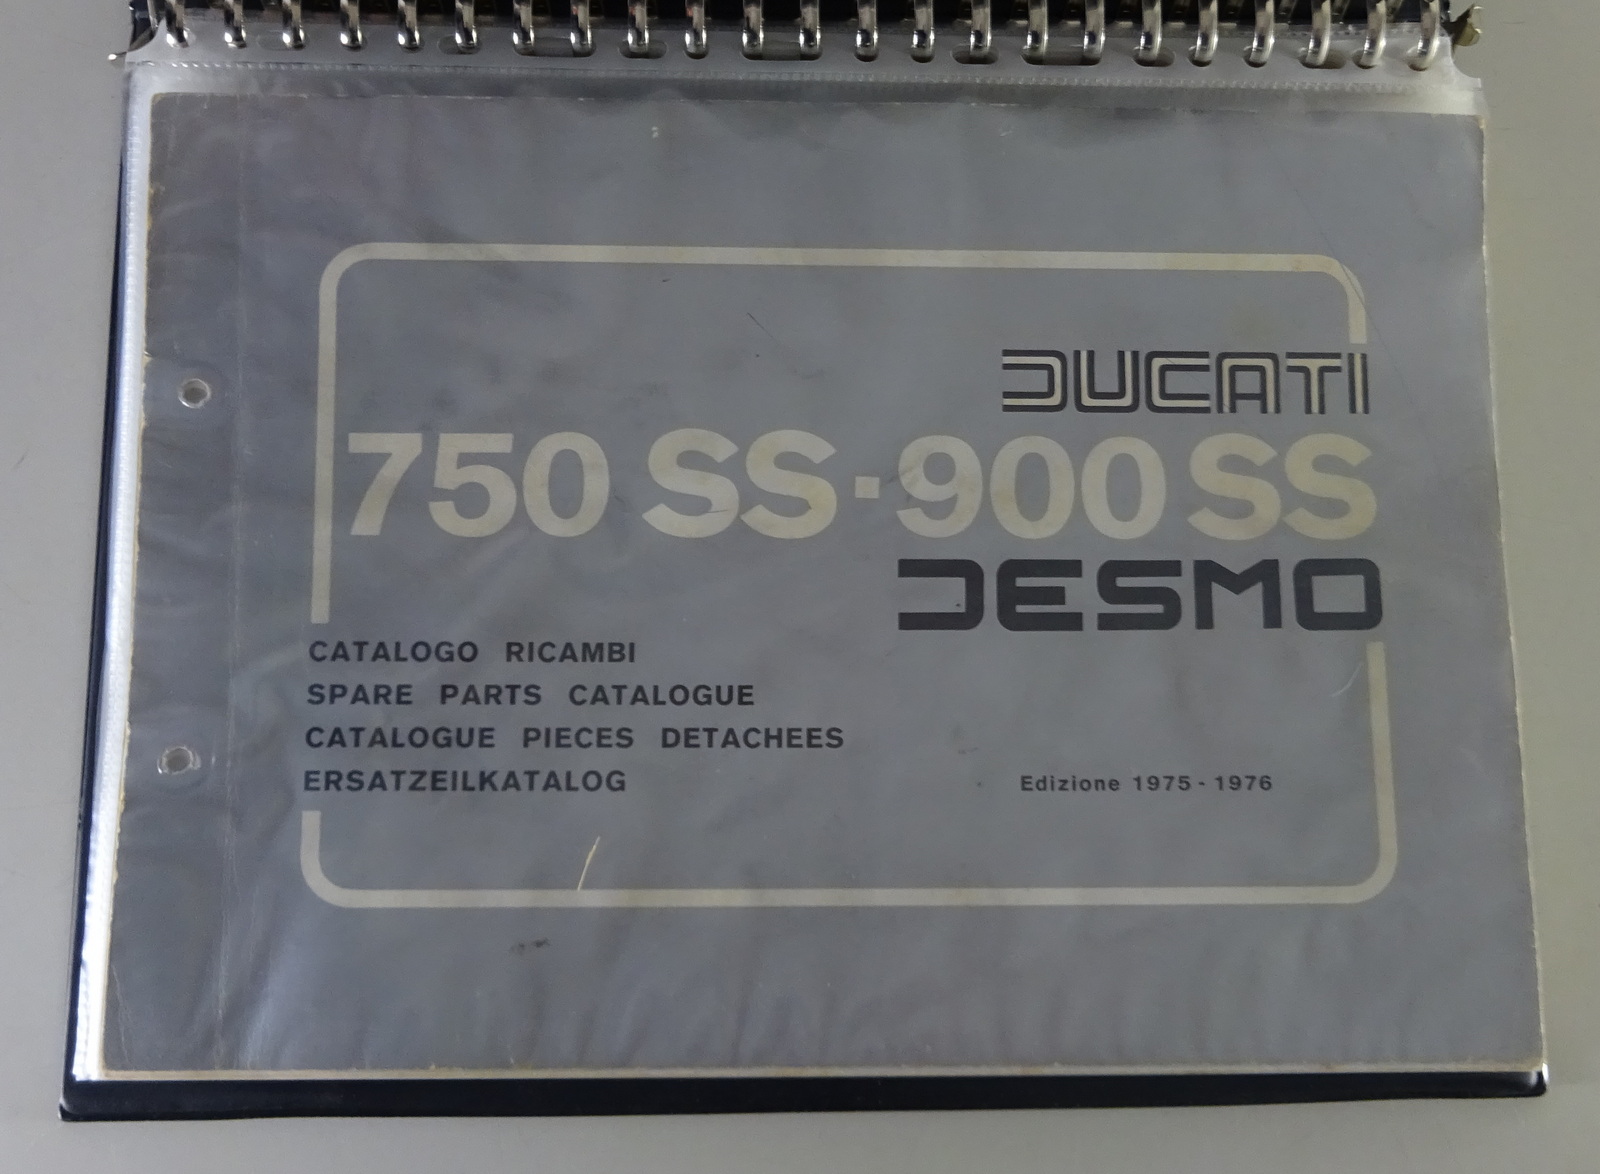 DUCATI
750 SS·900 SS
DESMO
CATALOGO RICAMBI
SPARE PARTS CATALOGUE
CATALOGUE PIECES DETACHEES
ERSATZEILKATALOG
Edizione 1975-1976